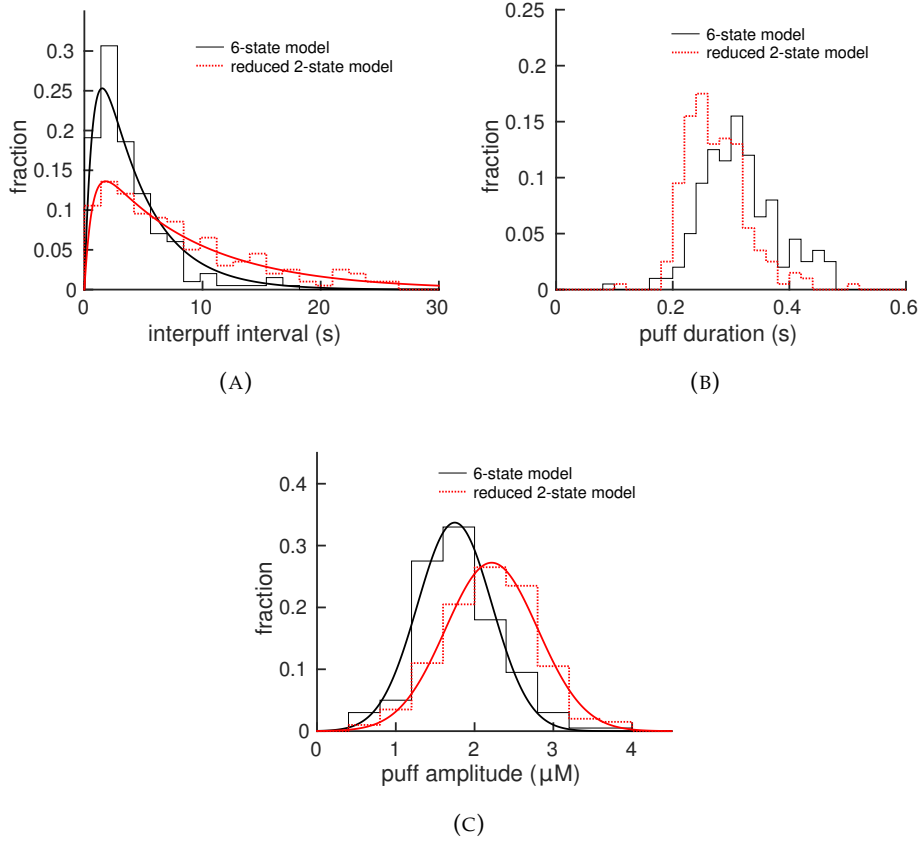 6-state model
reduced 2-state model
fraction
0.3
0.25
0.2
0.15
0.1
0.05
0
0 10 20 30
interpuff interval (s)
(A)
6-state model
reduced 2-state model
fraction
0.25
0.20
0.15
0.10
0.05
0
0 0.2 0.4 0.6
puff duration (s)
(B)
6-state model
reduced 2-state model
fraction
0.4
0.3
0.2
0.1
0
0 1 2 3 4
puff amplitude (μM)
(C)